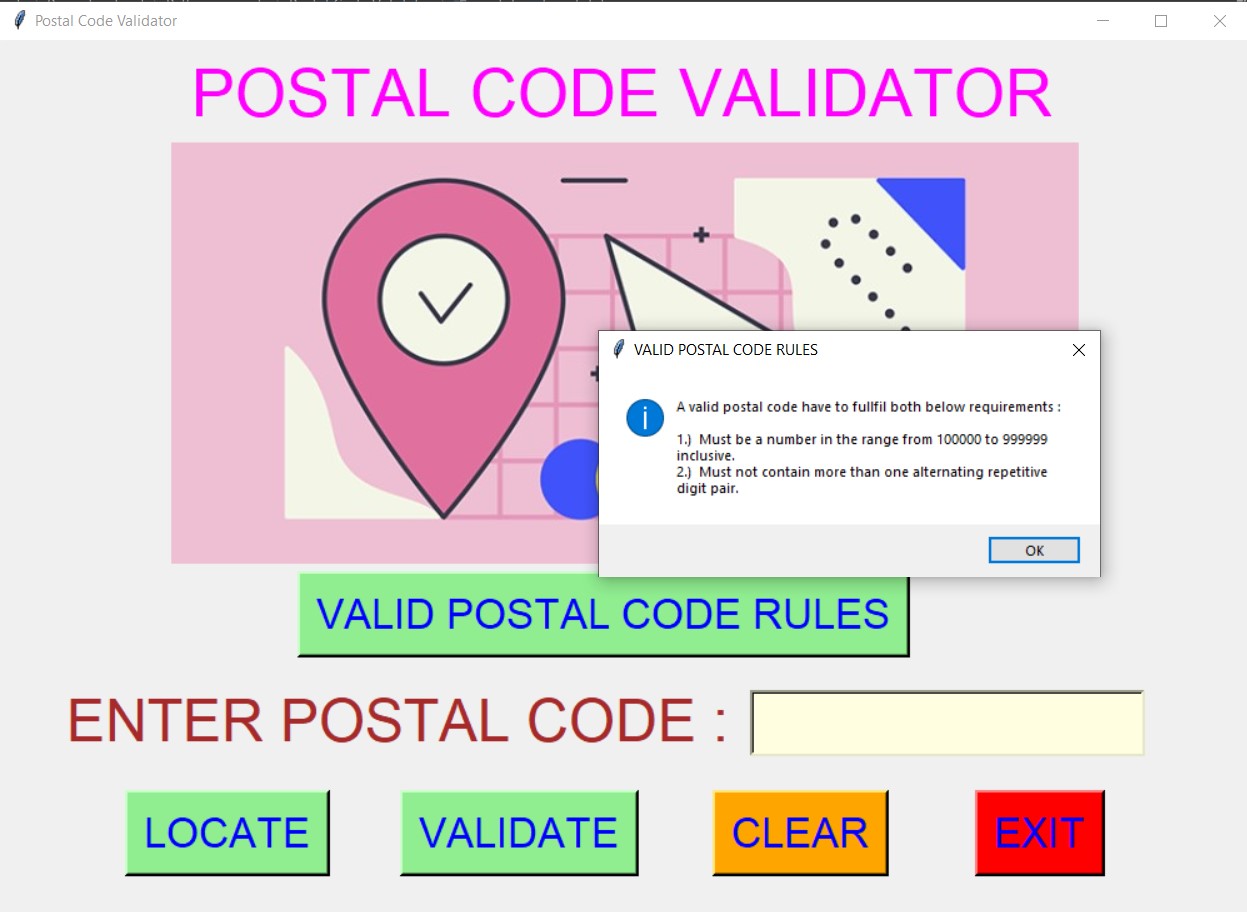 Postal Code Validator
POSTAL CODE VALIDATOR
VALID POSTAL CODE RULES
A valid postal code have to fullfil both below requirements :
1.)  Must be a number in the range from 100000 to 999999
inclusive.
2.)  Must not contain more than one alternating repetitive
digit pair.
OK
VALID POSTAL CODE RULES
ENTER POSTAL CODE :
LOCATE
VALIDATE
CLEAR
EXIT